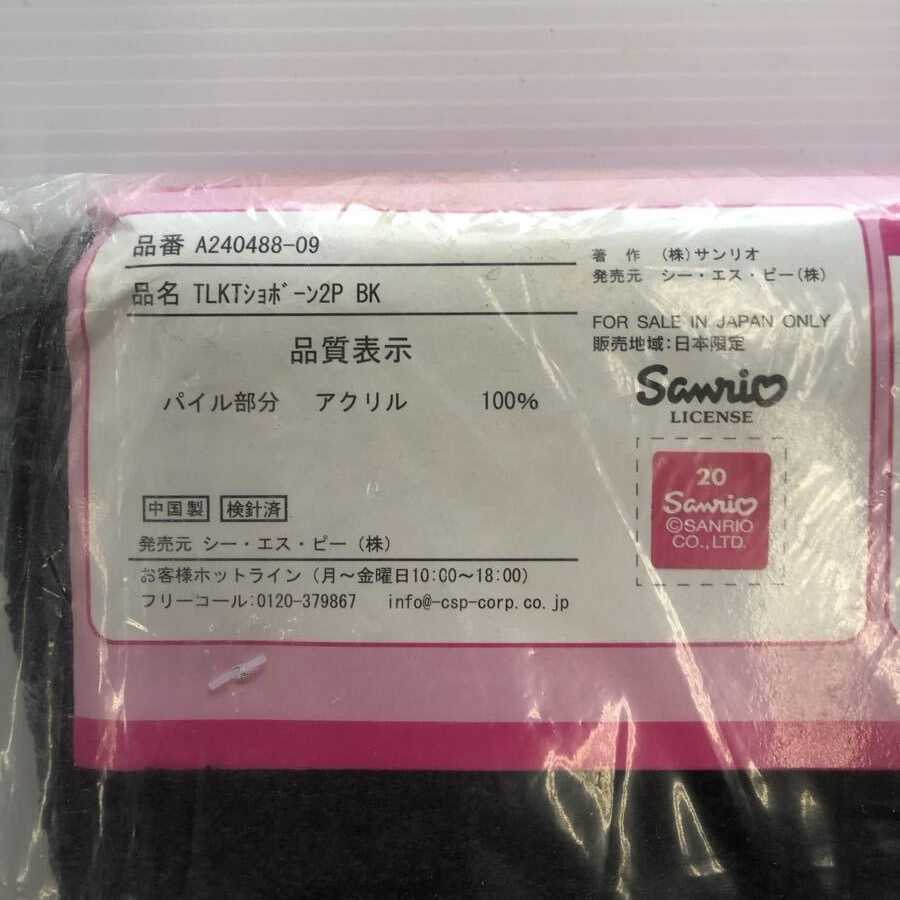 品番 A240488-09
品名 TLKTｼｮﾎﾞｰﾝ2P BK
品質表示
パイル部分 アクリル 100%
中国製 検針済
発売元 シー・エス・ピー（株）
お客様ホットライン（月～金曜日10:00～18:00）
フリーコール:0120-379867 info@-csp-corp.co.jp
著 作 （株）サンリオ
発売元 シー・エス・ピー（株）
FOR SALE IN JAPAN ONLY
販売地域:日本限定
Sanrio
LICENSE
20
Sanrio
©SANRIO
CO.,LTD.